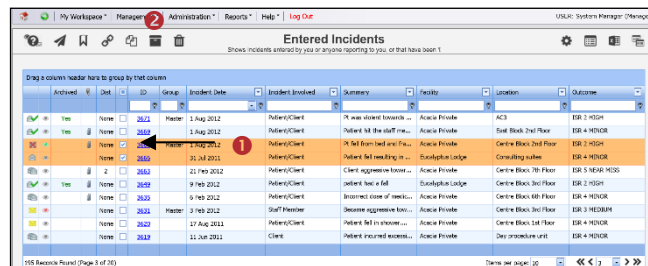 My Workspace Management Administration Reports Help Log Out USER: System Manager (Manage
2
Entered Incidents
Shows incidents entered by you or anyone reporting to you, or that have been
Drag a column header here to group by that column
Archived Dist ID Group Incident Date Incident Involved Summary Facility Location Outcome
Yes None 3671 Master 1 Aug 2012 Patient/Client Pt was violent towards ... Acacia Private AC3 ISR 2 HIGH
Yes None 3669 1 Aug 2012 Patient/Client Patient hit the staff me... Acacia Private East Block 2nd Floor ISR 4 MINOR
None Master 1 Aug 2012 Patient/Client Pt fell from bed and fra... Acacia Private Centre Block 2nd Floor ISR 2 HIGH
1
None 3666 31 Jul 2011 Patient/Client Patient fell resulting in ... Eucalyptus Lodge Consulting suites ISR 4 MINOR
2 3663 21 Feb 2012 Patient/Client Client aggressive towar... Acacia Private Centre Block 7th Floor ISR 5 NEAR MISS
Yes None 3649 9 Feb 2012 Patient/Client patient had a fall Eucalyptus Lodge Centre Block 3rd Floor ISR 2 HIGH
None 3635 6 Feb 2012 Patient/Client Incorrect dose of medic... Acacia Private Centre Block 6th Floor ISR 4 MINOR
None 3631 Master 3 Feb 2012 Staff Member Became aggressive tow... Acacia Private Centre Block 3rd Floor ISR 3 MEDIUM
None 3620 17 Aug 2011 Patient/Client Patient fell in shower.... Acacia Private Centre Block 6th Floor ISR 4 MINOR
None 3619 11 Jun 2011 Client Patient incurred excessi... Acacia Private Day procedure unit ISR 4 MINOR
195 Records Found (Page 3 of 20) Items per page: 10 3